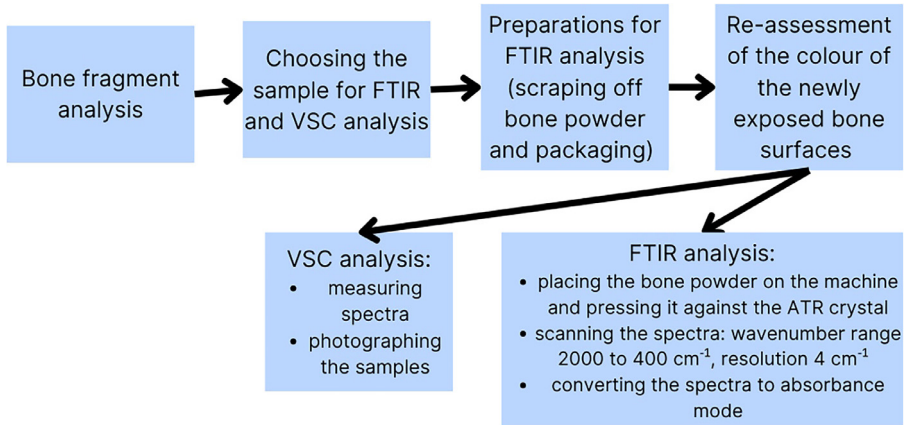 Bone fragment
analysis
Choosing the
sample for FTIR
and VSC analysis
Preparations for
FTIR analysis
(scraping off
bone powder
and packaging)
Re-assessment
of the colour of
the newly
exposed bone
surfaces
VSC analysis:
• measuring
spectra
• photographing
the samples
FTIR analysis:
• placing the bone powder on the machine
and pressing it against the ATR crystal
• scanning the spectra: wavenumber range
2000 to 400 cm⁻¹, resolution 4 cm⁻¹
• converting the spectra to absorbance
mode